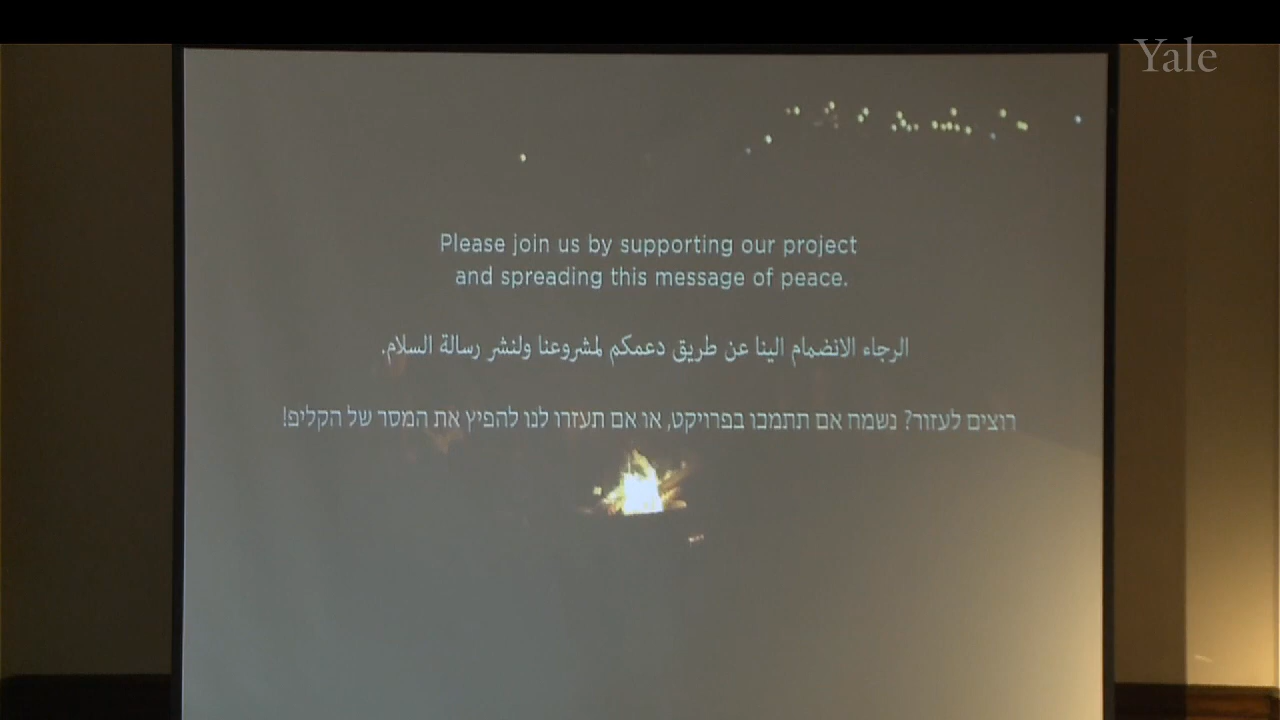 Yale
Please join us by supporting our project
and spreading this message of peace.
الرجاء الانضمام الينا عن طريق دعمكم لمشروعنا ولنشر رسالة السلام.
רוצים לעזור? נשמח אם תתמכו בפרויקט, או אם תעזרו לנו להפיץ את המסר של הקליפ!